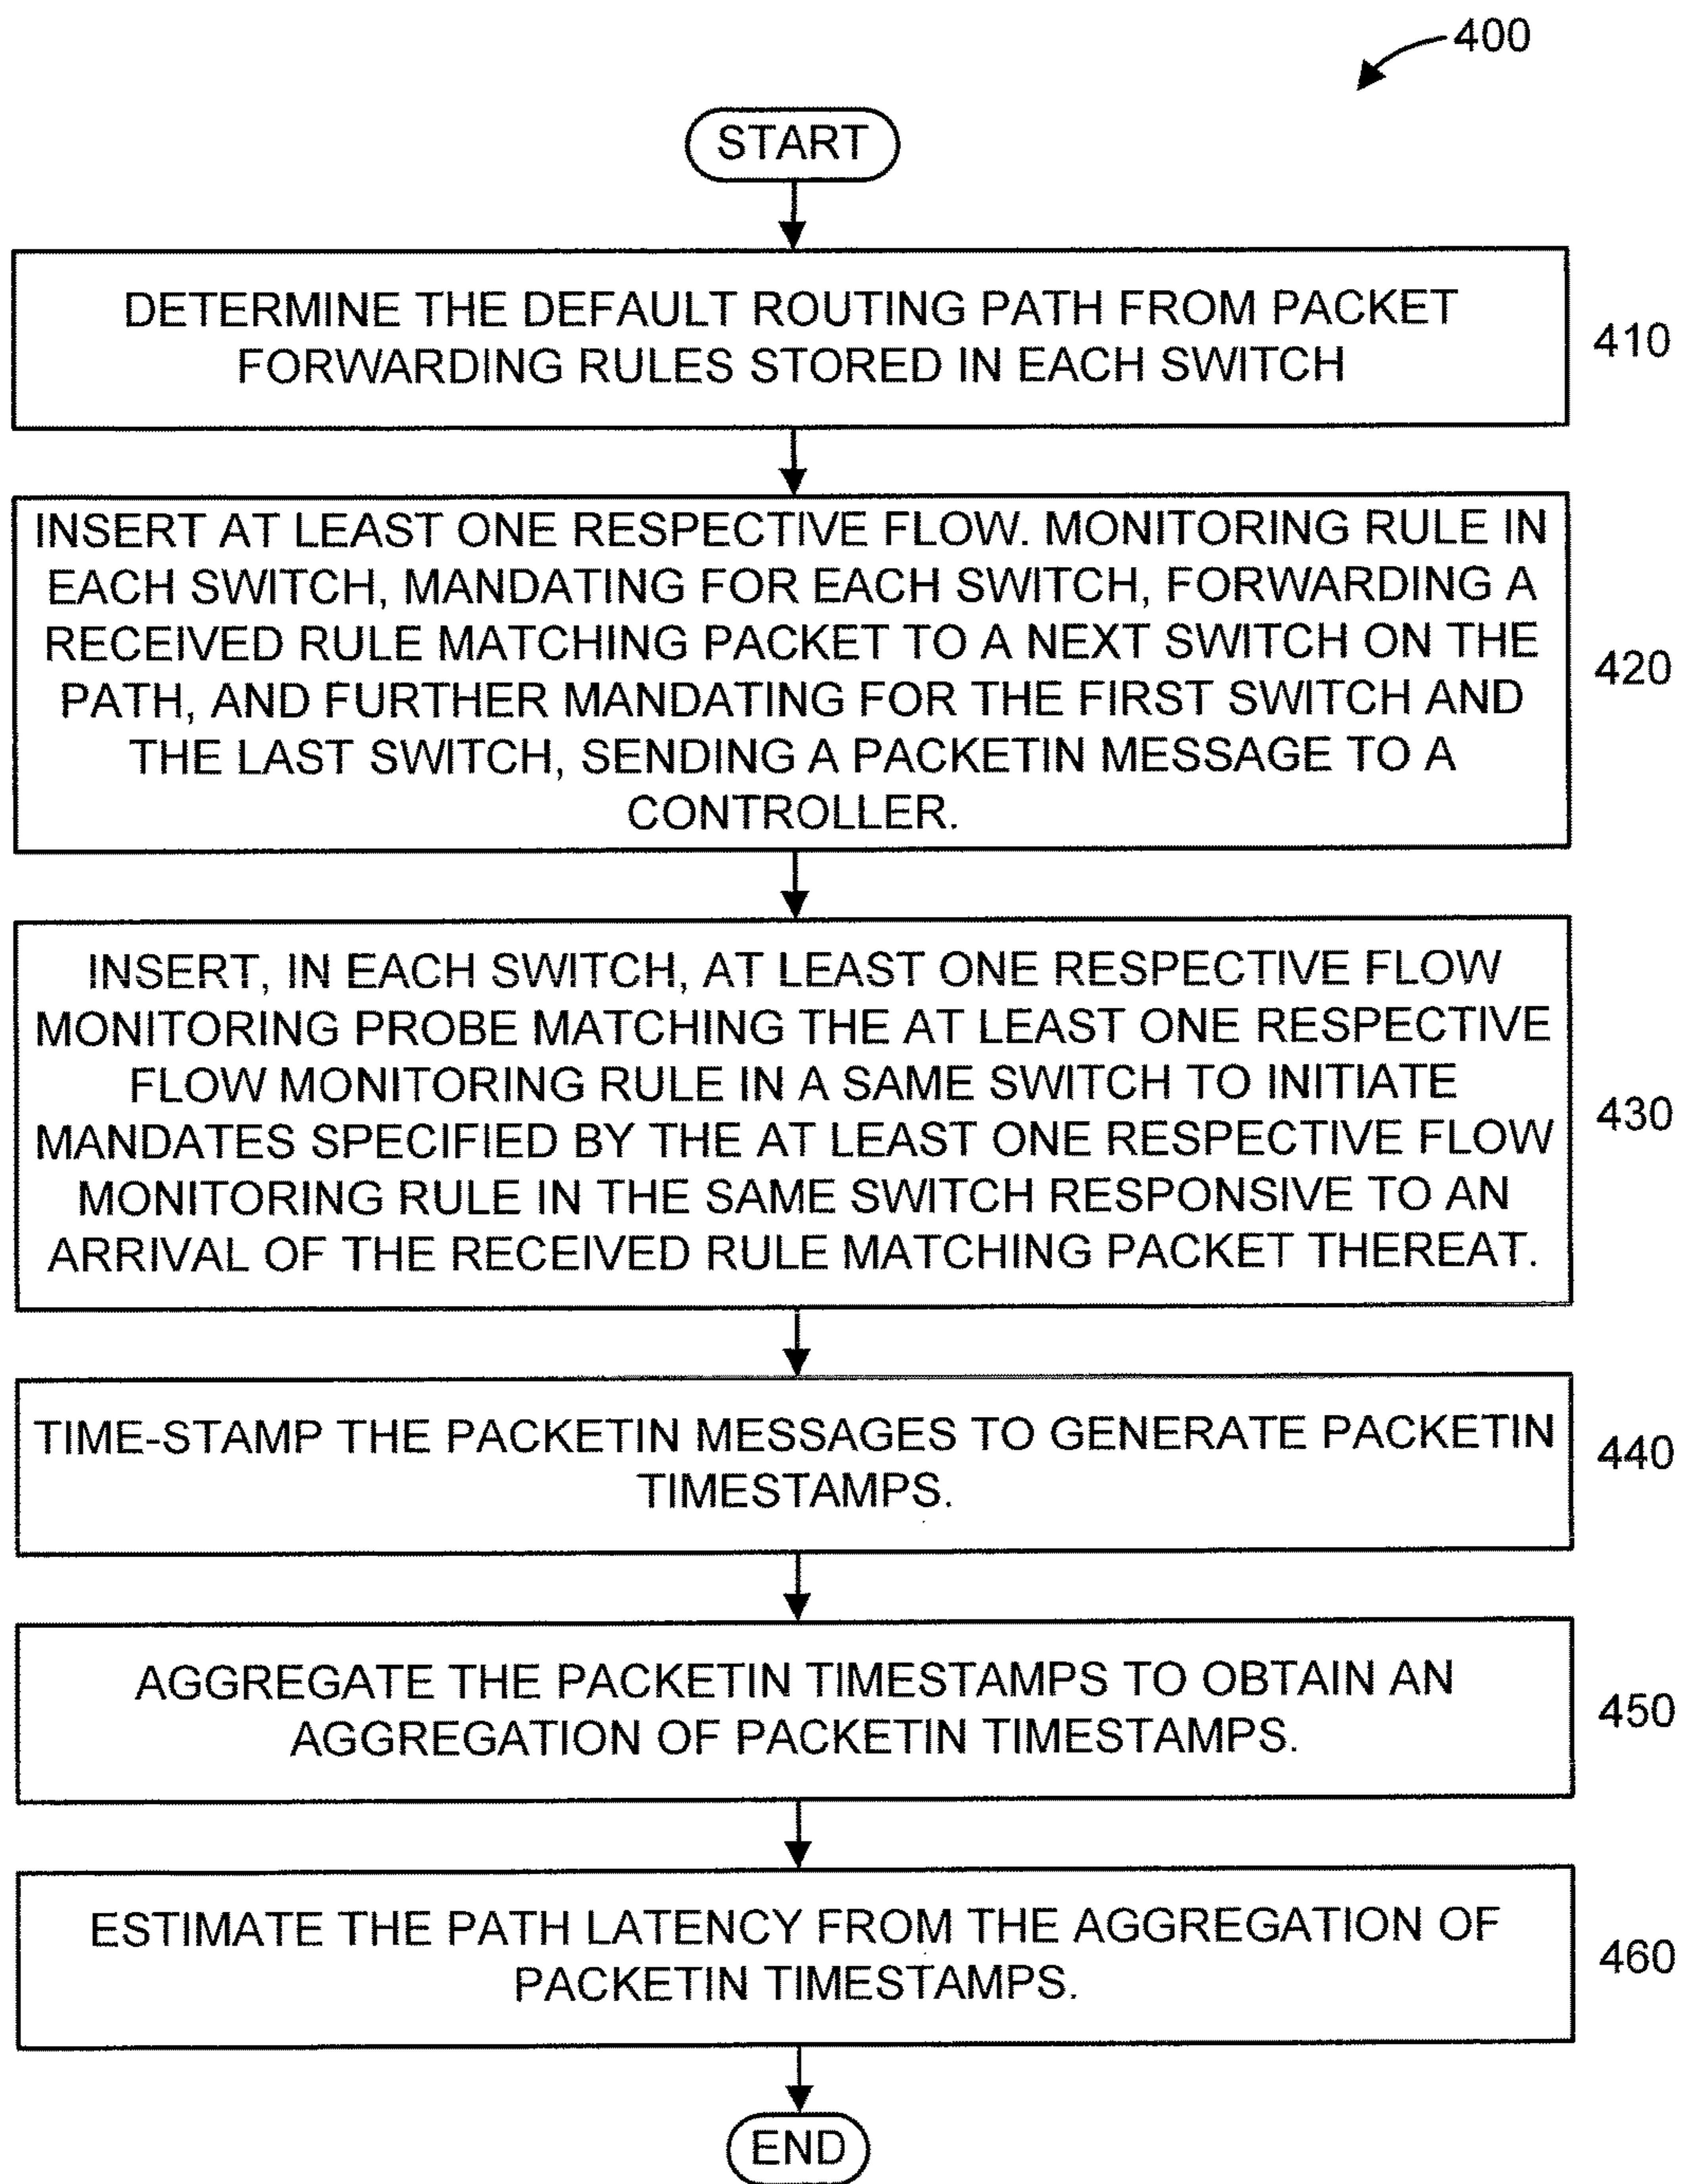 400
START
DETERMINE THE DEFAULT ROUTING PATH FROM PACKET
FORWARDING RULES STORED IN EACH SWITCH
410
INSERT AT LEAST ONE RESPECTIVE FLOW. MONITORING RULE IN
EACH SWITCH, MANDATING FOR EACH SWITCH, FORWARDING A
RECEIVED RULE MATCHING PACKET TO A NEXT SWITCH ON THE
PATH, AND FURTHER MANDATING FOR THE FIRST SWITCH AND
THE LAST SWITCH, SENDING A PACKETIN MESSAGE TO A
CONTROLLER.
420
INSERT, IN EACH SWITCH, AT LEAST ONE RESPECTIVE FLOW
MONITORING PROBE MATCHING THE AT LEAST ONE RESPECTIVE
FLOW MONITORING RULE IN A SAME SWITCH TO INITIATE
MANDATES SPECIFIED BY THE AT LEAST ONE RESPECTIVE FLOW
MONITORING RULE IN THE SAME SWITCH RESPONSIVE TO AN
ARRIVAL OF THE RECEIVED RULE MATCHING PACKET THEREAT.
430
TIME-STAMP THE PACKETIN MESSAGES TO GENERATE PACKETIN
TIMESTAMPS.
440
AGGREGATE THE PACKETIN TIMESTAMPS TO OBTAIN AN
AGGREGATION OF PACKETIN TIMESTAMPS.
450
ESTIMATE THE PATH LATENCY FROM THE AGGREGATION OF
PACKETIN TIMESTAMPS.
460
END